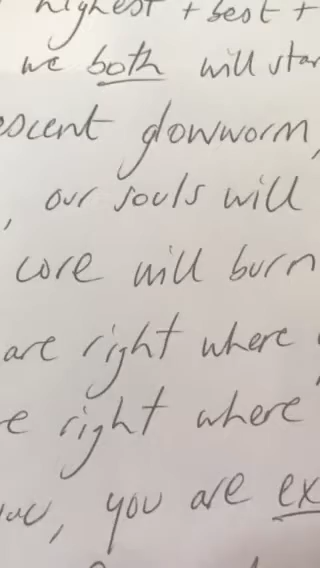 highest + best +
we both will star
escent glowworm,
, our souls will
core will burn
are right where
e right where
, you are ex